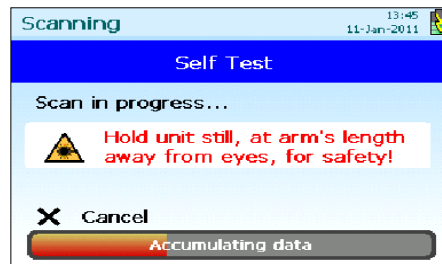 Scanning
13:45
11-Jan-2011
Self Test
Scan in progress...
Hold unit still, at arm's length
away from eyes, for safety!
Cancel
Accumulating data